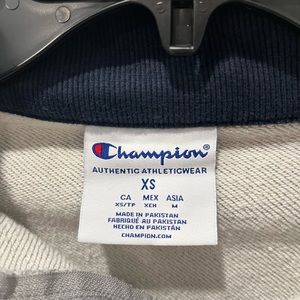 Champion®
AUTHENTIC ATHLETICWEAR
XS
CA MEX ASIA
XS/TP XCH M
MADE IN PAKISTAN
FABRIQUÉ AU PAKISTAN
HECHO EN PAKISTÁN
CHAMPION.COM